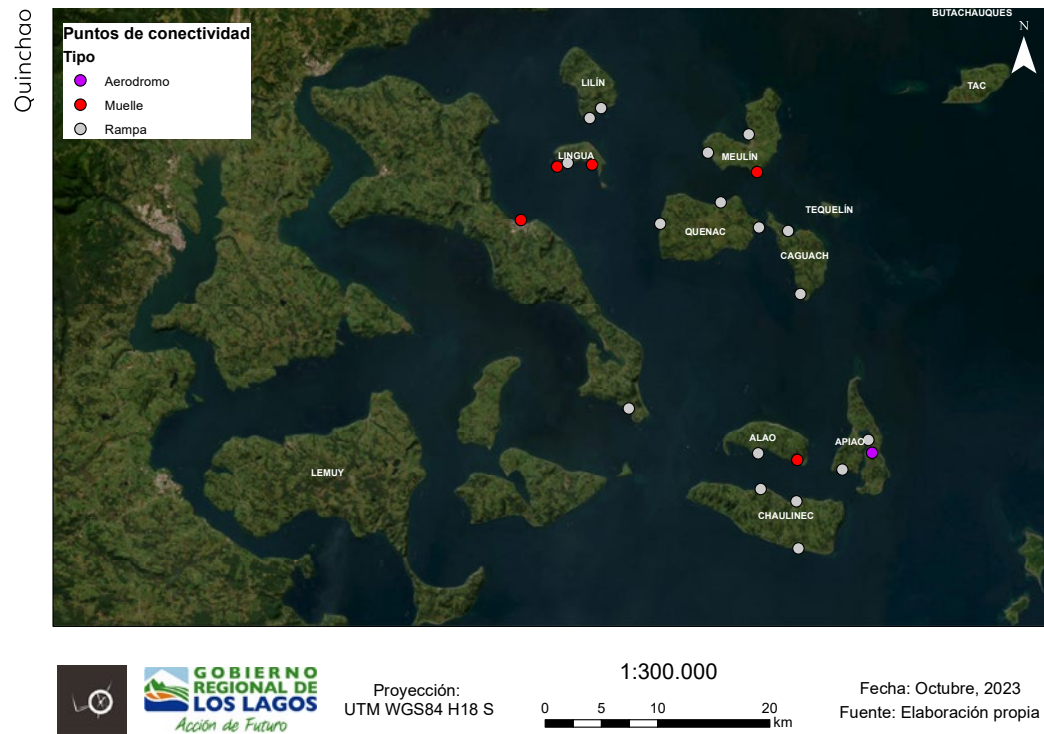 Quinchao
Puntos de conectividad
Tipo
Aerodromo
Muelle
Rampa
BUTACHAUQUES
N
TAC
LILÍN
LINGUA
MEULÍN
TEQUELÍN
QUENAC
CAGUACH
ALAO
APIAO
LEMUY
CHAULINEC
GOBIERNO
REGIONAL DE
LOS LAGOS
Acción de Futuro
Proyección:
UTM WGS84 H18 S
1:300.000
0 5 10 20
km
Fecha: Octubre, 2023
Fuente: Elaboración propia